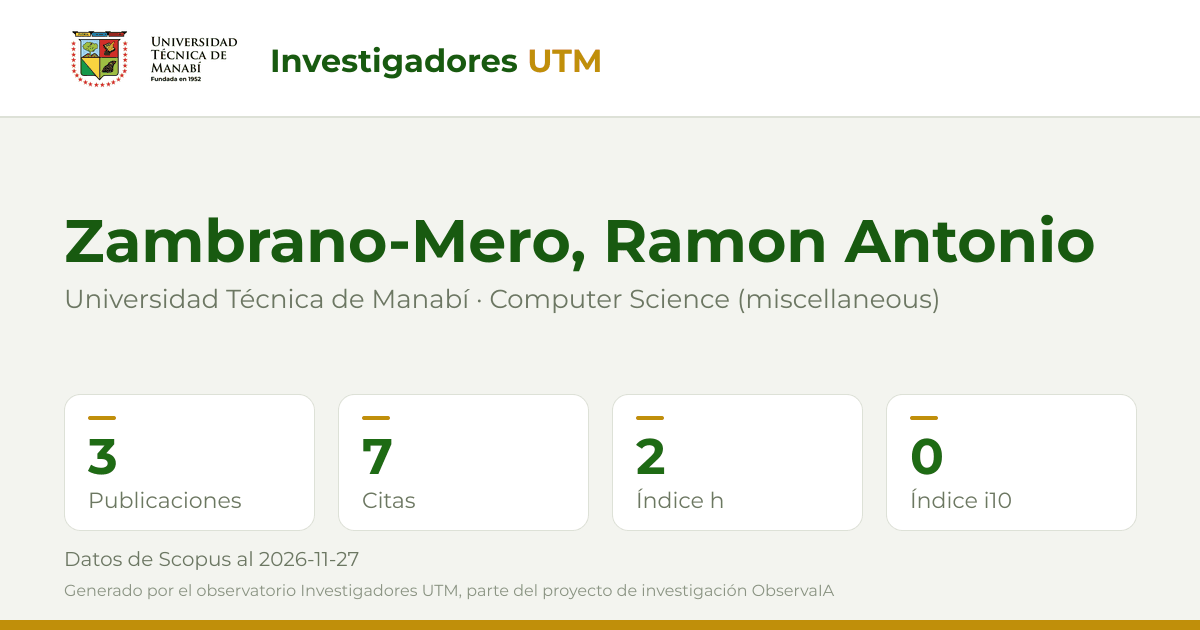 UNIVERSIDAD
TÉCNICA DE
MANABÍ
Fundada en 1952
Investigadores UTM
Zambrano-Mero, Ramon Antonio
Universidad Técnica de Manabí · Computer Science (miscellaneous)
3
Publicaciones
7
Citas
2
Índice h
0
Índice i10
Datos de Scopus al 2026-11-27
Generado por el observatorio Investigadores UTM, parte del proyecto de investigación ObservaIA